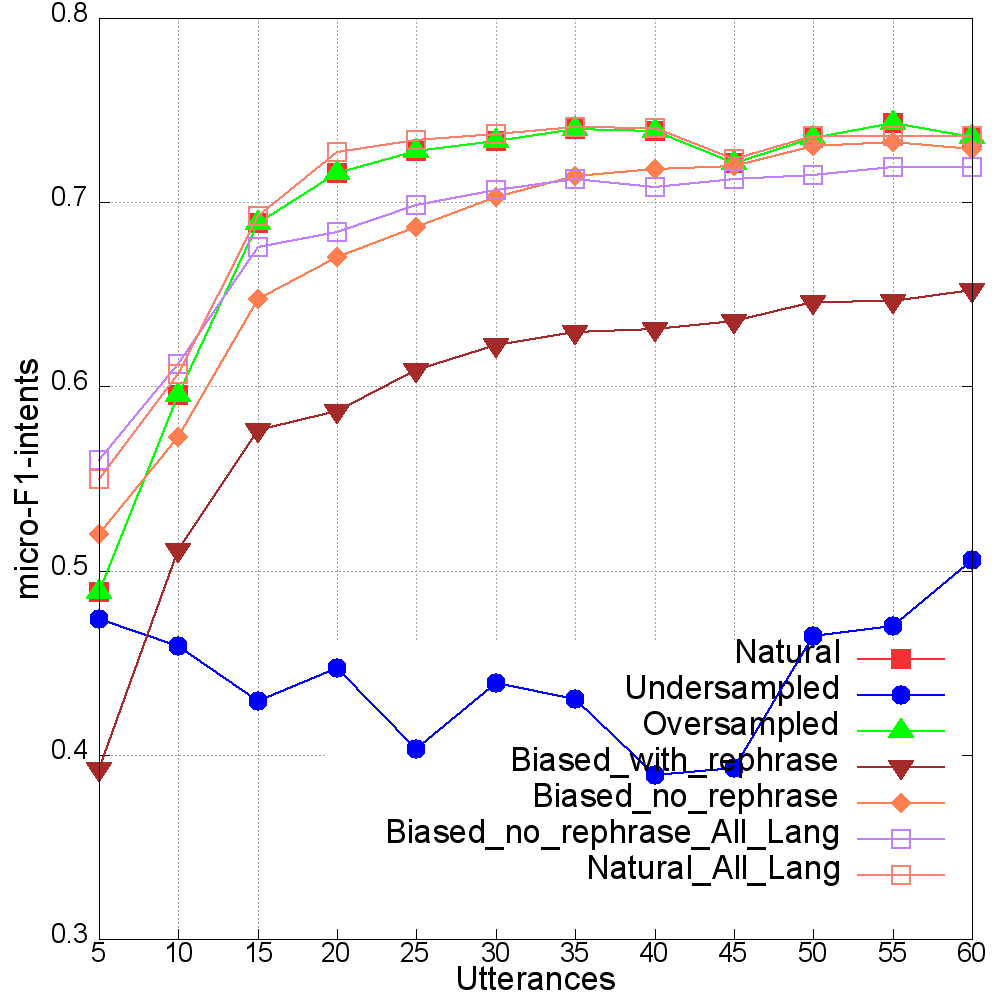 0.8
0.7
0.6
0.5
0.4
0.3
micro-F1-intents
Natural
Undersampled
Oversampled
Biased_with_rephrase
Biased_no_rephrase
Biased_no_rephrase_All_Lang
Natural_All_Lang
5 10 15 20 25 30 35 40 45 50 55 60
Utterances